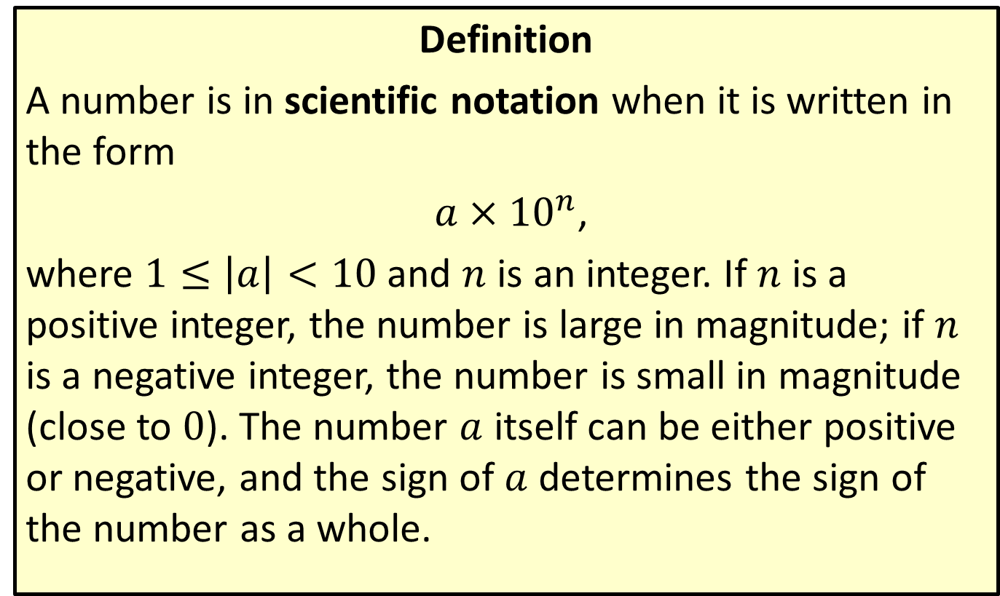 Definition
A number is in scientific notation when it is written in
the form
𝑎 × 10ⁿ,
where 1 ≤ |𝑎| < 10 and 𝑛 is an integer. If 𝑛 is a
positive integer, the number is large in magnitude; if 𝑛
is a negative integer, the number is small in magnitude
(close to 0). The number 𝑎 itself can be either positive
or negative, and the sign of 𝑎 determines the sign of
the number as a whole.